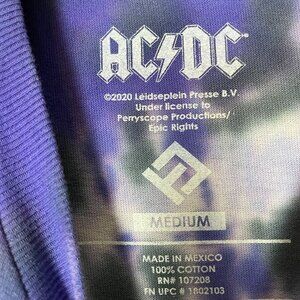 AC⚡DC
©2020 Leidseplein Presse B.V.
Under license to
Perryscope Productions/
Epic Rights
MEDIUM
MADE IN MEXICO
100% COTTON
RN# 107208
FN UPC # 1802103